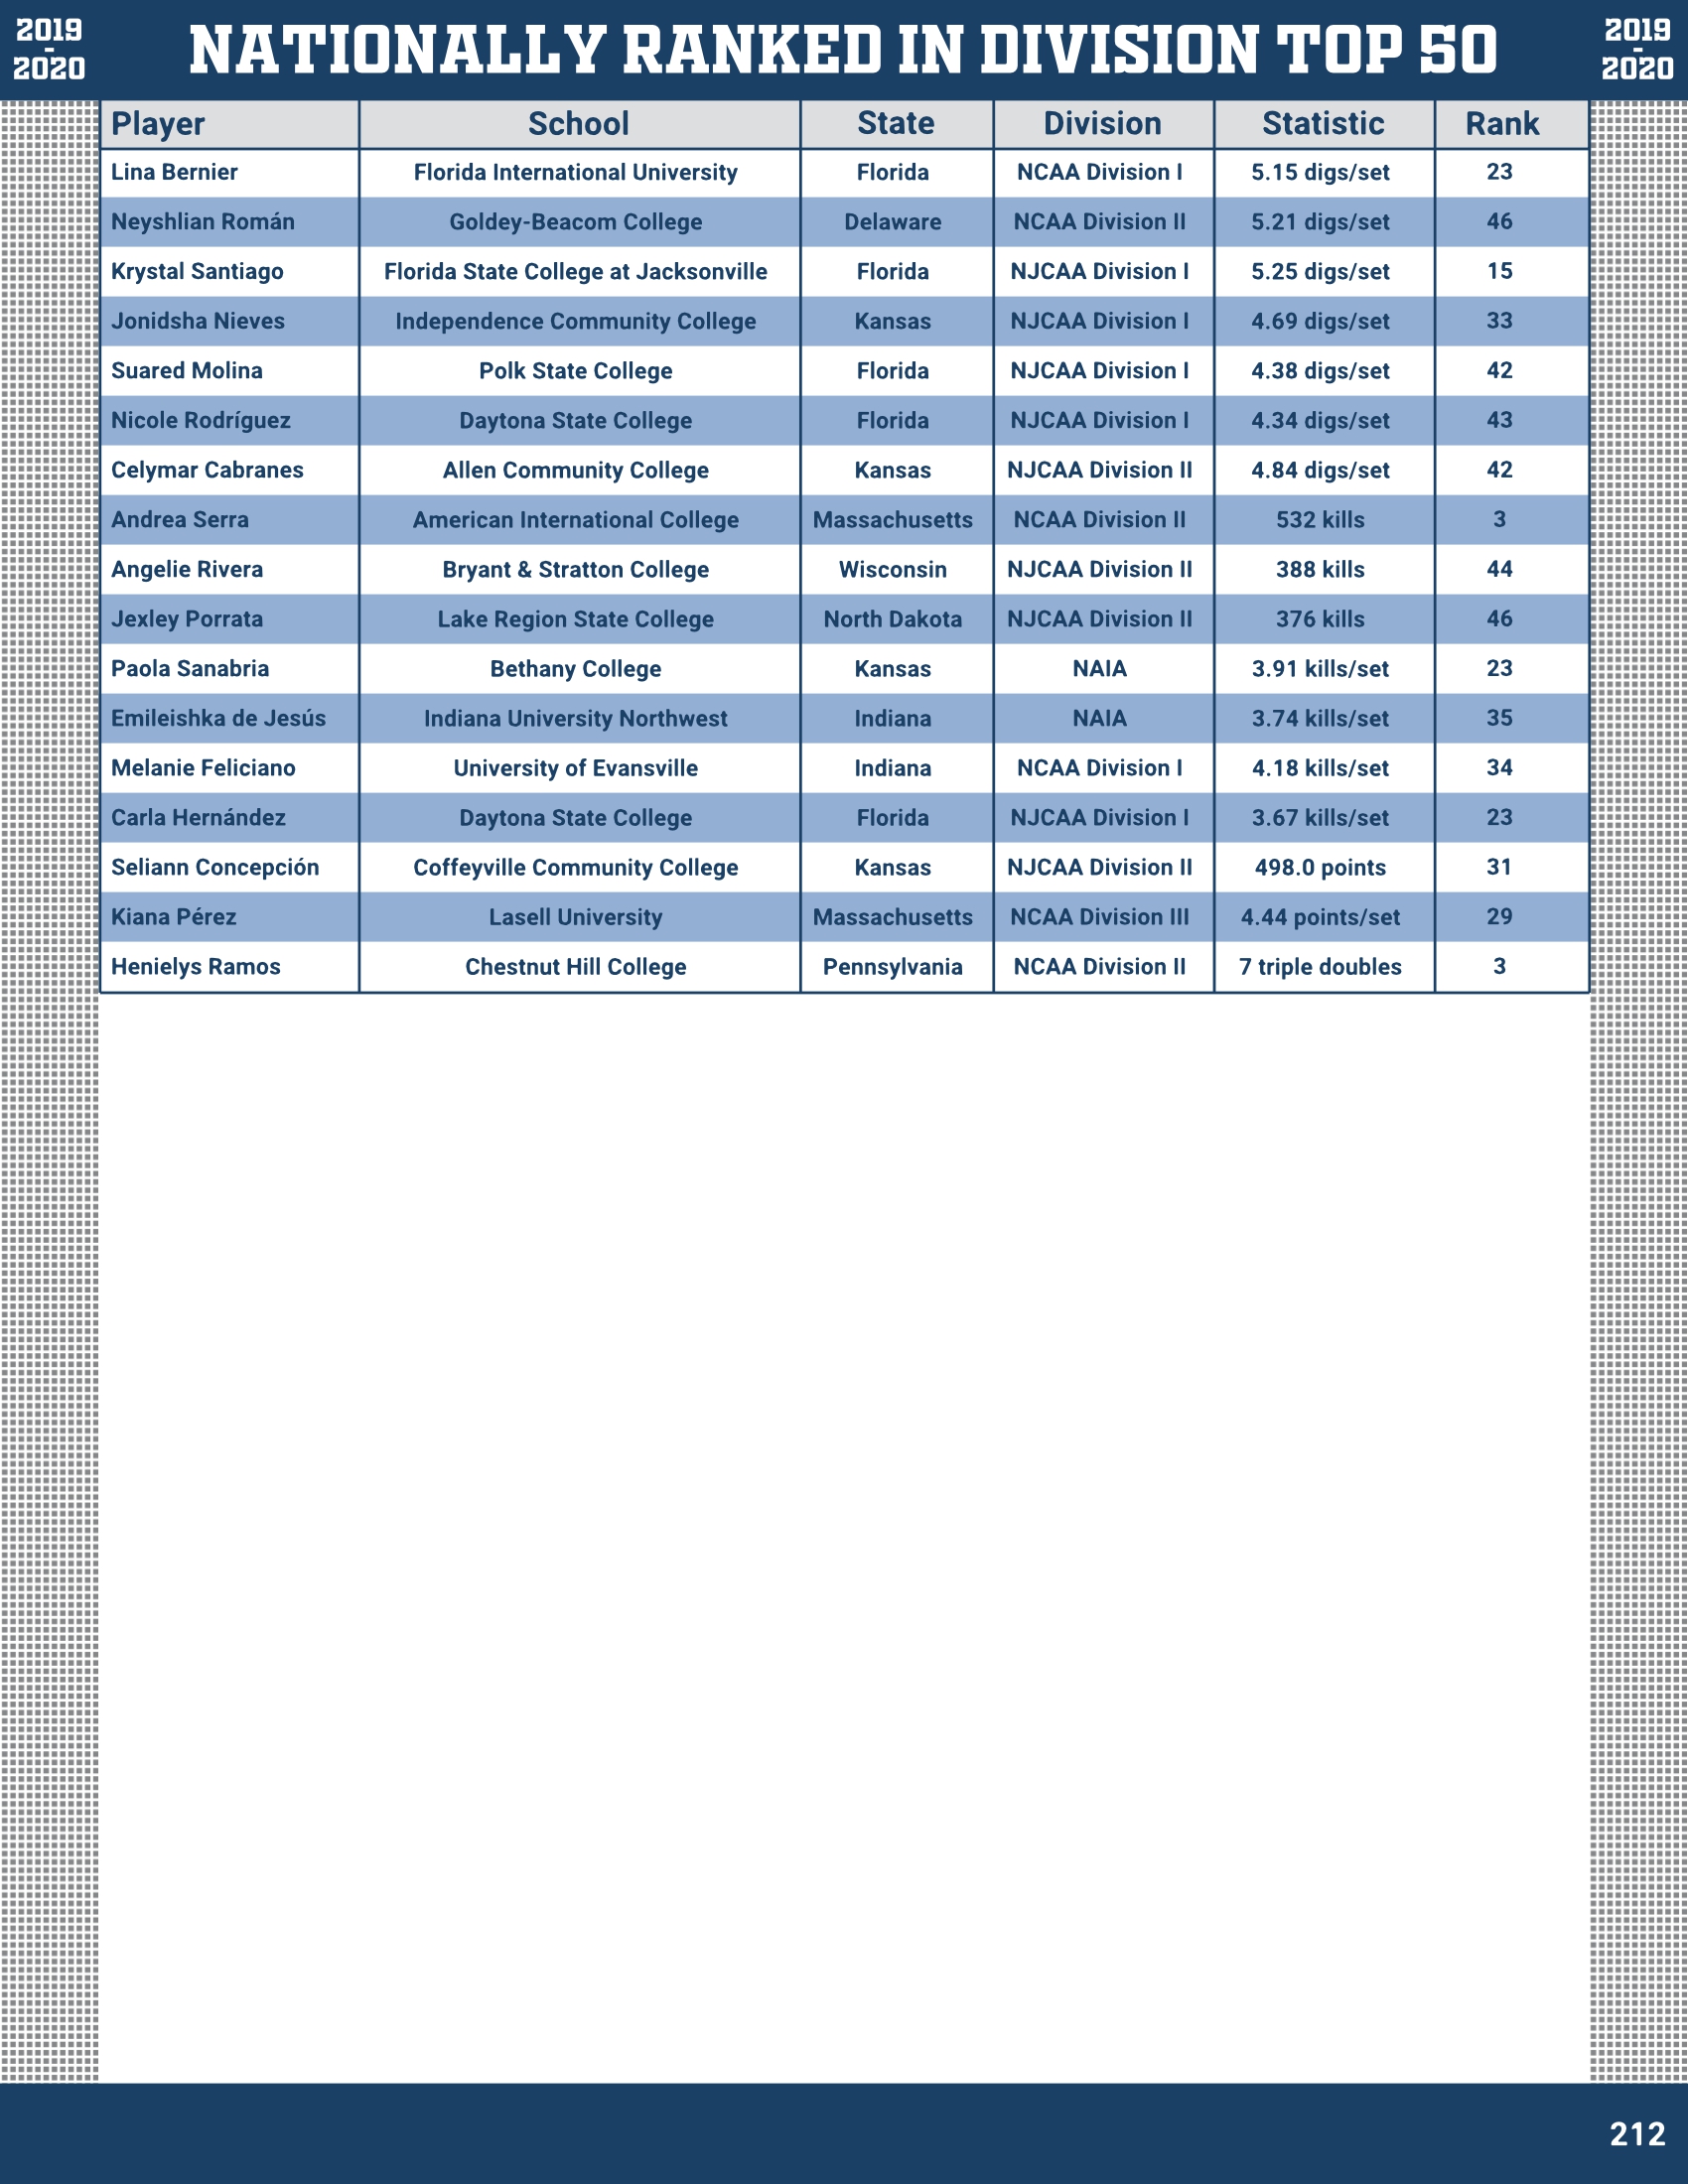 2019
-
2020
NATIONALLY RANKED IN DIVISION TOP 50
2019
-
2020
Player School State Division Statistic Rank
Lina Bernier Florida International University Florida NCAA Division I 5.15 digs/set 23
Neyshlian Román Goldey-Beacom College Delaware NCAA Division II 5.21 digs/set 46
Krystal Santiago Florida State College at Jacksonville Florida NJCAA Division I 5.25 digs/set 15
Jonidsha Nieves Independence Community College Kansas NJCAA Division I 4.69 digs/set 33
Suared Molina Polk State College Florida NJCAA Division I 4.38 digs/set 42
Nicole Rodríguez Daytona State College Florida NJCAA Division I 4.34 digs/set 43
Celymar Cabranes Allen Community College Kansas NJCAA Division II 4.84 digs/set 42
Andrea Serra American International College Massachusetts NCAA Division II 532 kills 3
Angelie Rivera Bryant & Stratton College Wisconsin NJCAA Division II 388 kills 44
Jexley Porrata Lake Region State College North Dakota NJCAA Division II 376 kills 46
Paola Sanabria Bethany College Kansas NAIA 3.91 kills/set 23
Emileishka de Jesús Indiana University Northwest Indiana NAIA 3.74 kills/set 35
Melanie Feliciano University of Evansville Indiana NCAA Division I 4.18 kills/set 34
Carla Hernández Daytona State College Florida NJCAA Division I 3.67 kills/set 23
Seliann Concepción Coffeyville Community College Kansas NJCAA Division II 498.0 points 31
Kiana Pérez Lasell University Massachusetts NCAA Division III 4.44 points/set 29
Henielys Ramos Chestnut Hill College Pennsylvania NCAA Division II 7 triple doubles 3
212